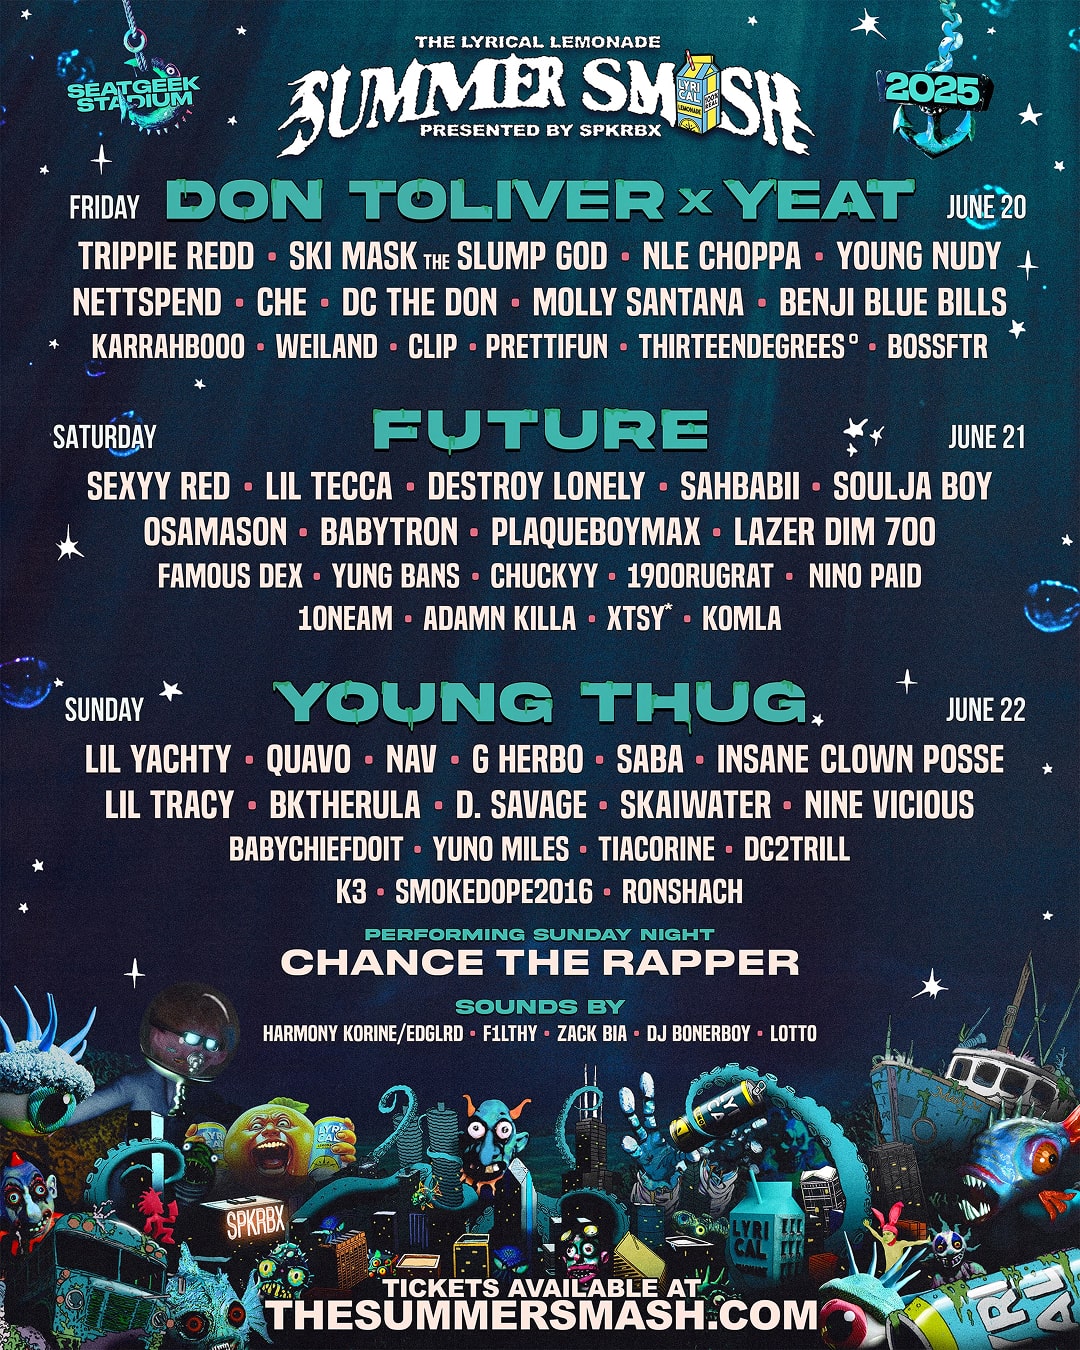 SEATGEEK
STADIUM
THE LYRICAL LEMONADE
SUMMER SMASH
LYRI
CAL
LEMONADE
PRESENTED BY SPKRBX
2025
FRIDAY DON TOLIVER x YEAT JUNE 20
TRIPPIE REDD • SKI MASK THE SLUMP GOD • NLE CHOPPA • YOUNG NUDY
NETTSPEND • CHE • DC THE DON • MOLLY SANTANA • BENJI BLUE BILLS
KARRAHBOOO • WEILAND • CLIP • PRETTIFUN • THIRTEENDEGREES° • BOSSFTR
SATURDAY FUTURE JUNE 21
SEXYY RED • LIL TECCA • DESTROY LONELY • SAHBABII • SOULJA BOY
OSAMASON • BABYTRON • PLAQUEBOYMAX • LAZER DIM 700
FAMOUS DEX • YUNG BANS • CHUCKYY • 1900RUGRAT • NINO PAID
10NEAM • ADAMN KILLA • XTSY* • KOMLA
SUNDAY YOUNG THUG JUNE 22
LIL YACHTY • QUAVO • NAV • G HERBO • SABA • INSANE CLOWN POSSE
LIL TRACY • BKTHERULA • D. SAVAGE • SKAIWATER • NINE VICIOUS
BABYCHIEFDOIT • YUNO MILES • TIACORINE • DC2TRILL
K3 • SMOKEDOPE2016 • RONSHACH
PERFORMING SUNDAY NIGHT
CHANCE THE RAPPER
SOUNDS BY
HARMONY KORINE/EDGLRD • F1LTHY • ZACK BIA • DJ BONERBOY • LOTTO
SPKRBX
LYRI
CAL
TICKETS AVAILABLE AT
THESUMMERSMASH.COM